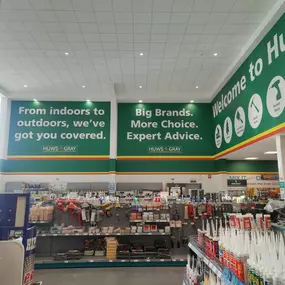 From indoors to
outdoors, we've
got you covered.
HUWS & GRAY
Big Brands.
More Choice.
Expert Advice.
HUWS & GRAY
Welcome to Hu